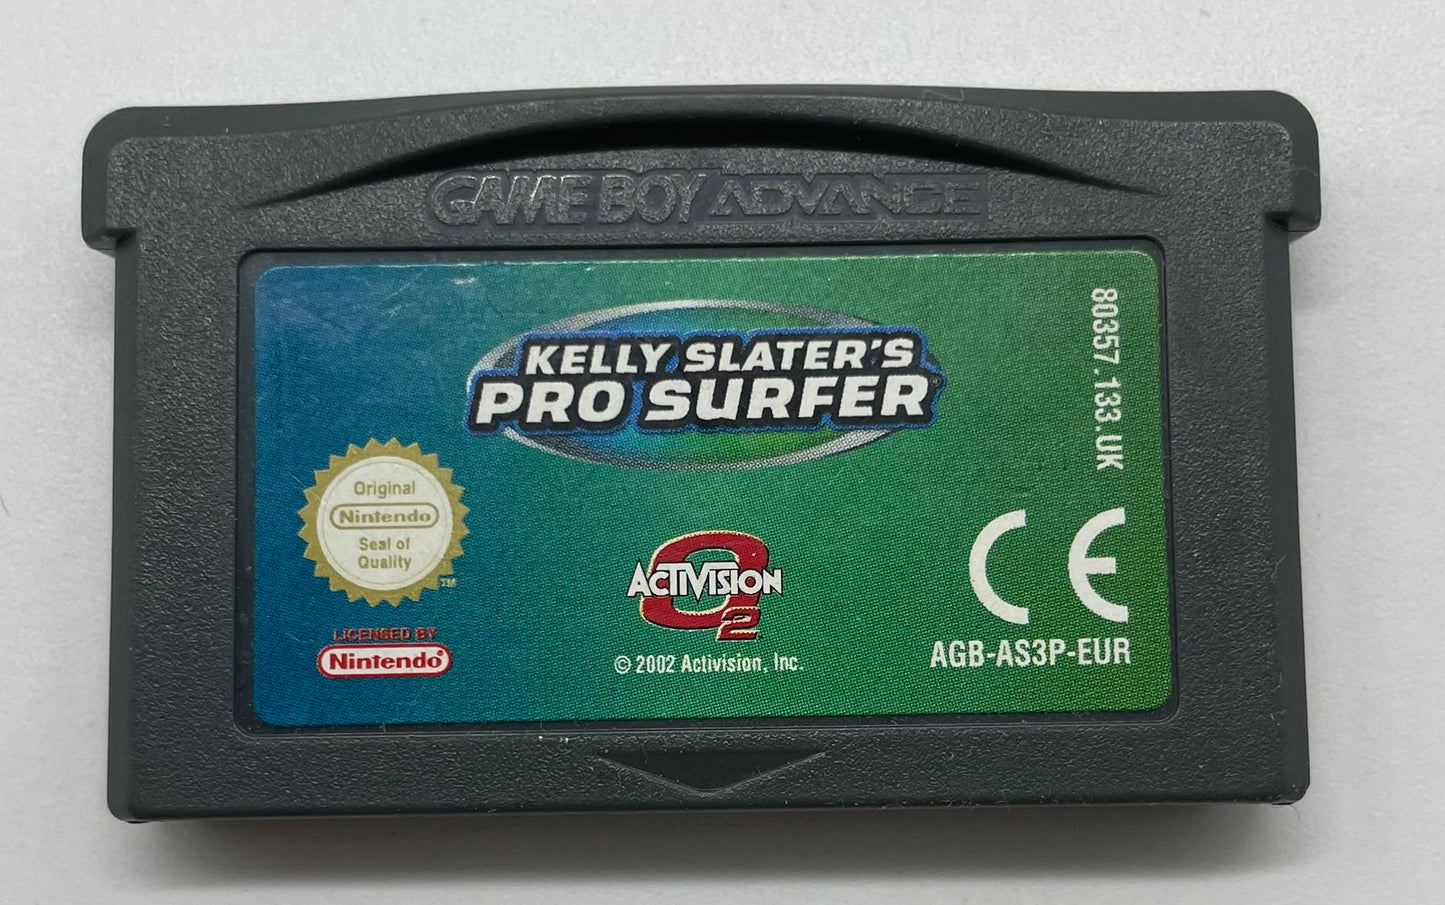 GAME BOY ADVANCE
KELLY SLATER'S
PRO SURFER
80357.133.UK
Original
Nintendo
Seal of
Quality
TM
LICENSED BY
Nintendo®
ACTIVISION
O2
© 2002 Activision, Inc.
CE
AGB-AS3P-EUR